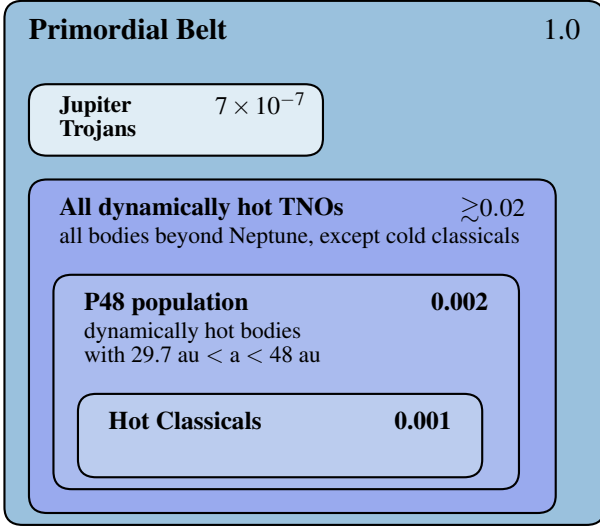 Primordial Belt 1.0
Jupiter 7 × 10⁻⁷
Trojans
All dynamically hot TNOs ≳0.02
all bodies beyond Neptune, except cold classicals
P48 population 0.002
dynamically hot bodies
with 29.7 au < a < 48 au
Hot Classicals 0.001